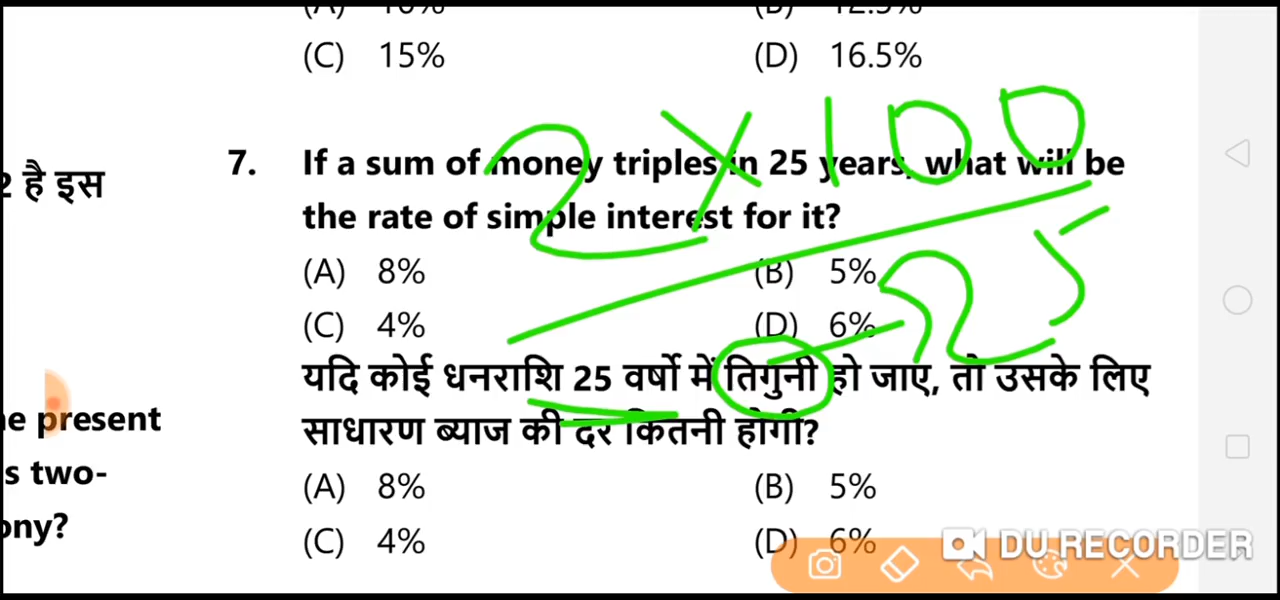 (C) 15% (D) 16.5%
2 है इस
7. If a sum of money triples in 25 years, what will be
the rate of simple interest for it?
(A) 8% (B) 5%
(C) 4% (D) 6%
2 × 100
25
यदि कोई धनराशि 25 वर्षो में तिगुनी हो जाए, तो उसके लिए
साधारण ब्याज की दर कितनी होगी?
(A) 8% (B) 5%
(C) 4% (D) 6%
e present
s two-
ony?
DU RECORDER